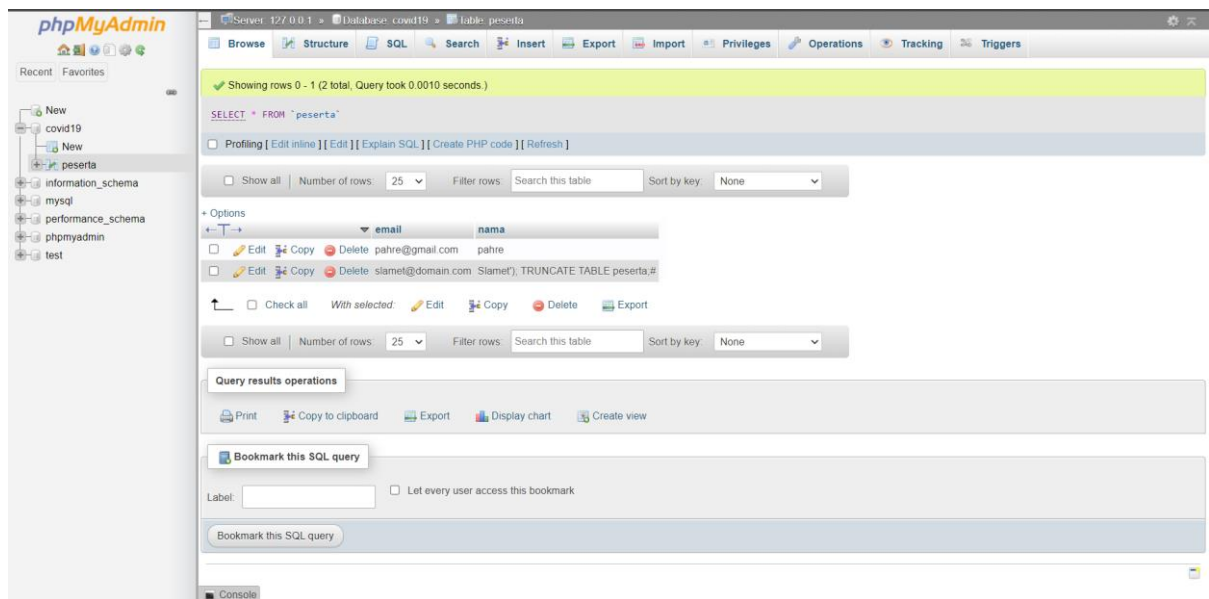 phpMyAdmin
Recent Favorites
New
covid19
New
peserta
information_schema
mysql
performance_schema
phpmyadmin
test
Server: 127.0.0.1 » Database: covid19 » Table: peserta
Browse Structure SQL Search Insert Export Import Privileges Operations Tracking Triggers
Showing rows 0 - 1 (2 total, Query took 0.0010 seconds.)
SELECT * FROM `peserta`
Profiling [ Edit inline ] [ Edit ] [ Explain SQL ] [ Create PHP code ] [ Refresh ]
Show all | Number of rows: 25 Filter rows: Search this table Sort by key: None
+ Options
←T→ email nama
Edit Copy Delete pahre@gmail.com pahre
Edit Copy Delete slamet@domain.com Slamet'); TRUNCATE TABLE peserta;#
Check all With selected: Edit Copy Delete Export
Show all | Number of rows: 25 Filter rows: Search this table Sort by key: None
Query results operations
Print Copy to clipboard Export Display chart Create view
Bookmark this SQL query
Label: Let every user access this bookmark
Bookmark this SQL query
Console